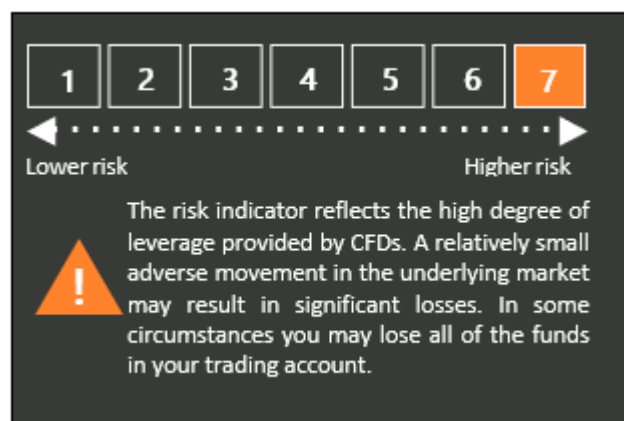 1 2 3 4 5 6 7
Lower risk Higher risk
The risk indicator reflects the high degree of
leverage provided by CFDs. A relatively small
adverse movement in the underlying market
may result in significant losses. In some
circumstances you may lose all of the funds
in your trading account.
!